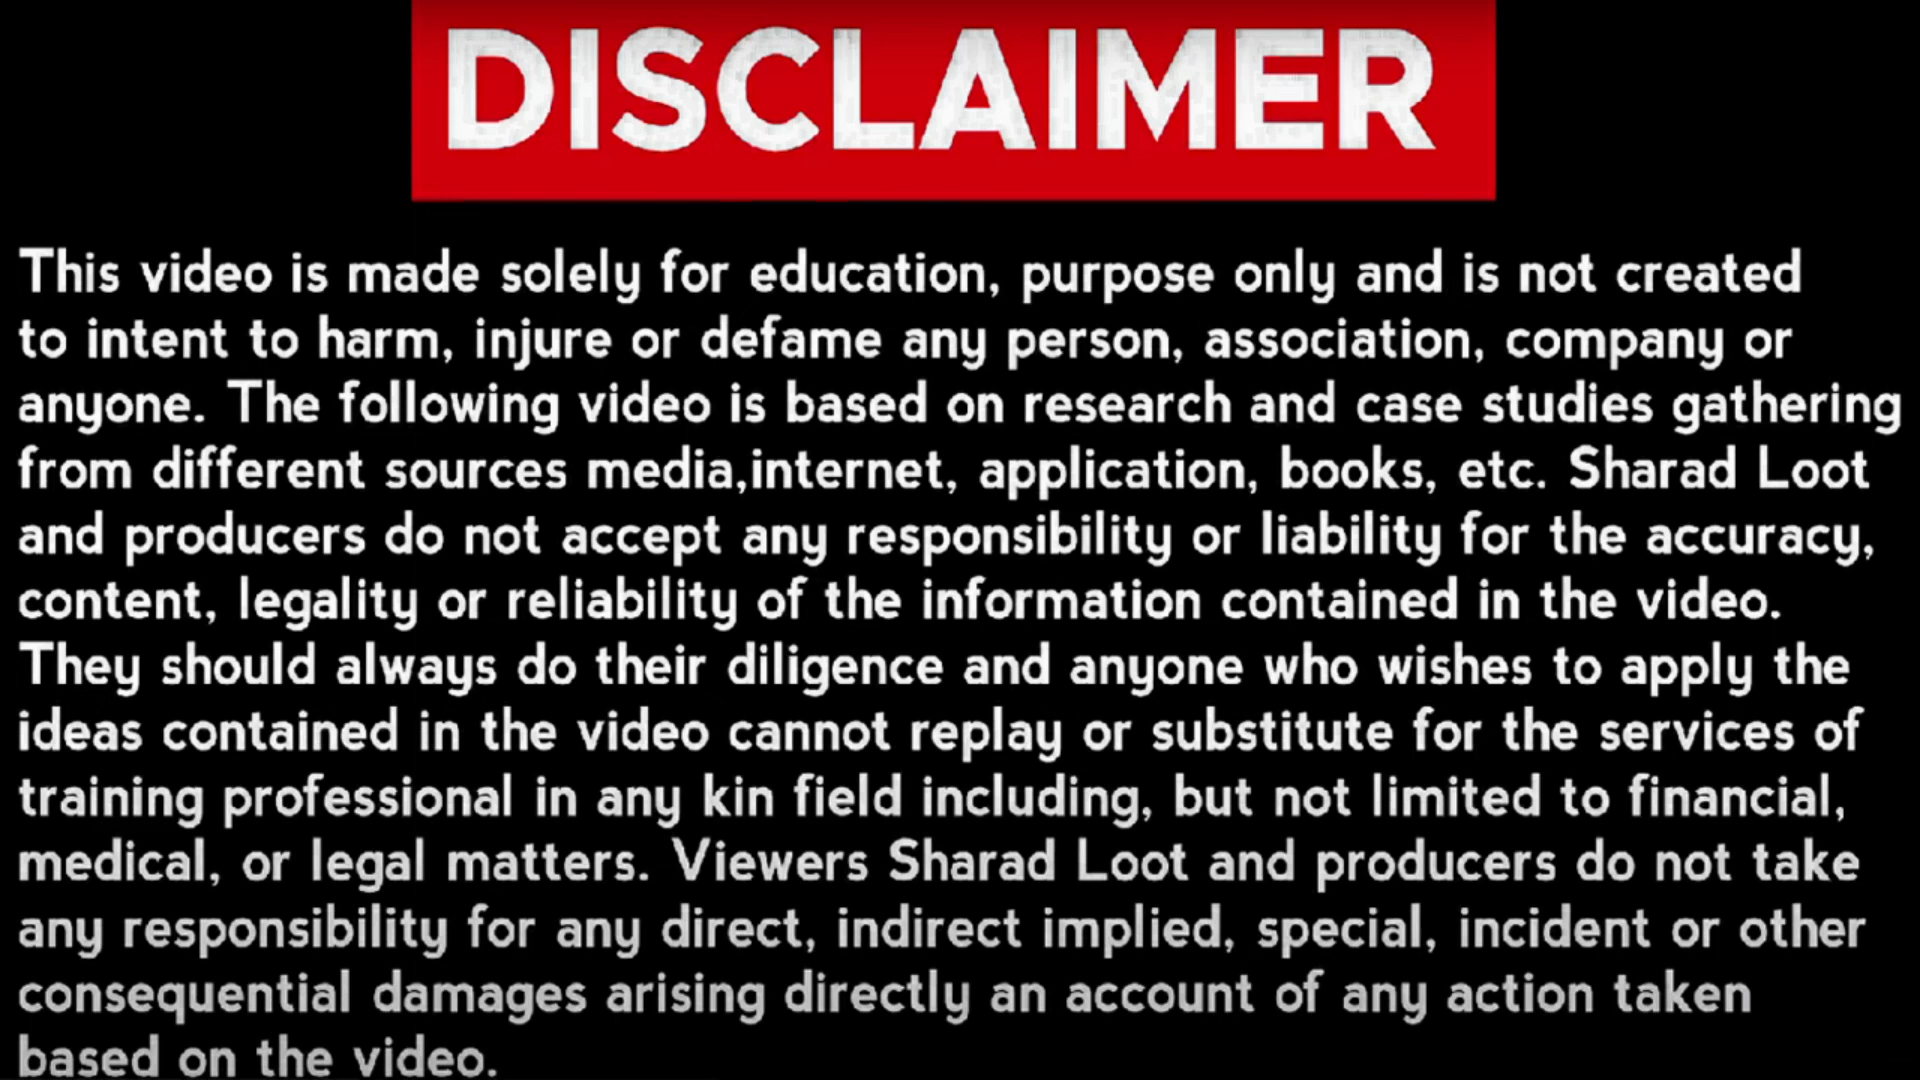 DISCLAIMER
This video is made solely for education, purpose only and is not created
to intent to harm, injure or defame any person, association, company or
anyone. The following video is based on research and case studies gathering
from different sources media,internet, application, books, etc. Sharad Loot
and producers do not accept any responsibility or liability for the accuracy,
content, legality or reliability of the information contained in the video.
They should always do their diligence and anyone who wishes to apply the
ideas contained in the video cannot replay or substitute for the services of
training professional in any kin field including, but not limited to financial,
medical, or legal matters. Viewers Sharad Loot and producers do not take
any responsibility for any direct, indirect implied, special, incident or other
consequential damages arising directly an account of any action taken
based on the video.